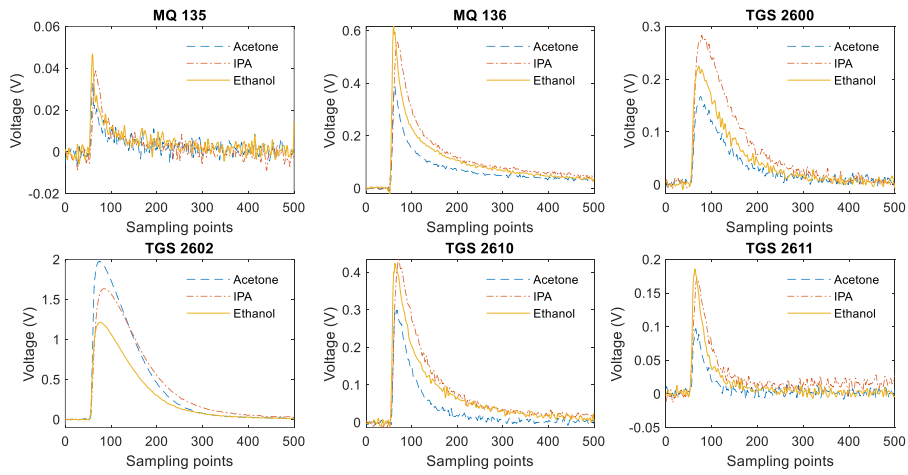 MQ 135
Voltage (V)
0.06
0.04
0.02
0
-0.02
0 100 200 300 400 500
Sampling points
Acetone
IPA
Ethanol
MQ 136
Voltage (V)
0.6
0.4
0.2
0
0 100 200 300 400 500
Sampling points
Acetone
IPA
Ethanol
TGS 2600
Voltage (V)
0.3
0.2
0.1
0
0 100 200 300 400 500
Sampling points
Acetone
IPA
Ethanol
TGS 2602
Voltage (V)
2
1.5
1
0.5
0
0 100 200 300 400 500
Sampling points
Acetone
IPA
Ethanol
TGS 2610
Voltage (V)
0.4
0.3
0.2
0.1
0
0 100 200 300 400 500
Sampling points
Acetone
IPA
Ethanol
TGS 2611
Voltage (V)
0.2
0.15
0.1
0.05
0
-0.05
0 100 200 300 400 500
Sampling points
Acetone
IPA
Ethanol